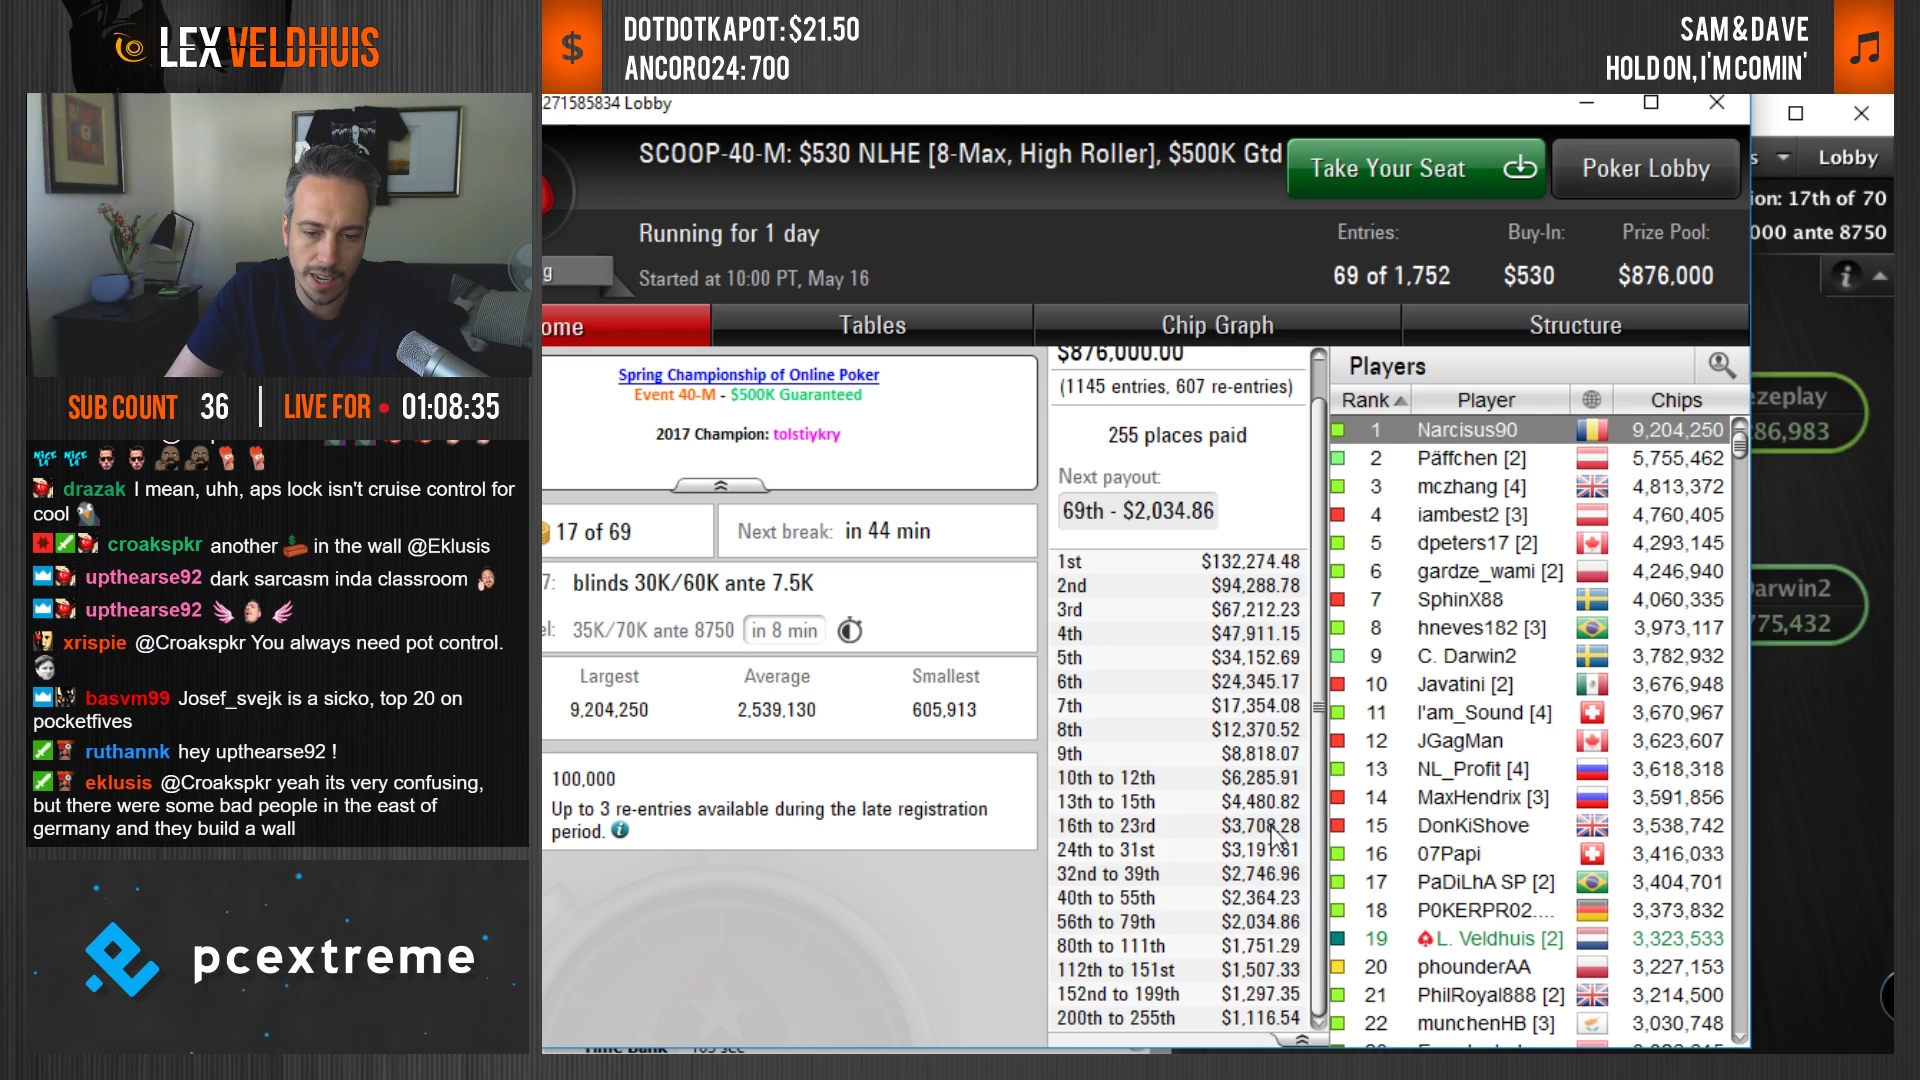 LEX VELDHUIS
$
DOTDOTKAPOT: $21.50
ANCORO24: 700
SAM & DAVE
HOLD ON, I'M COMIN'
271585834 Lobby
SCOOP-40-M: $530 NLHE [8-Max, High Roller], $500K Gtd
Take Your Seat
Poker Lobby
Lobby
ion: 17th of 70
000 ante 8750
Running for 1 day
Started at 10:00 PT, May 16
Entries:
69 of 1,752
Buy-In:
$530
Prize Pool:
$876,000
ome
Tables
Chip Graph
Structure
Spring Championship of Online Poker
Event 40-M - $500K Guaranteed
2017 Champion: tolstiykry
17 of 69
Next break: in 44 min
7: blinds 30K/60K ante 7.5K
el: 35K/70K ante 8750 in 8 min
Largest Average Smallest
9,204,250 2,539,130 605,913
100,000
Up to 3 re-entries available during the late registration
period.
$876,000.00
(1145 entries, 607 re-entries)
255 places paid
Next payout:
69th - $2,034.86
1st $132,274.48
2nd $94,288.78
3rd $67,212.23
4th $47,911.15
5th $34,152.69
6th $24,345.17
7th $17,354.08
8th $12,370.52
9th $8,818.07
10th to 12th $6,285.91
13th to 15th $4,480.82
16th to 23rd $3,708.28
24th to 31st $3,191.81
32nd to 39th $2,746.96
40th to 55th $2,364.23
56th to 79th $2,034.86
80th to 111th $1,751.29
112th to 151st $1,507.33
152nd to 199th $1,297.35
200th to 255th $1,116.54
Players
Rank Player Chips
1 Narcisus90 9,204,250
2 Päffchen [2] 5,755,462
3 mczhang [4] 4,813,372
4 iambest2 [3] 4,760,405
5 dpeters17 [2] 4,293,145
6 gardze_wami [2] 4,246,940
7 SphinX88 4,060,335
8 hneves182 [3] 3,973,117
9 C. Darwin2 3,782,932
10 Javatini [2] 3,676,948
11 I'am_Sound [4] 3,670,967
12 JGagMan 3,623,607
13 NL_Profit [4] 3,618,318
14 MaxHendrix [3] 3,591,856
15 DonKiShove 3,538,742
16 07Papi 3,416,033
17 PaDiLhA SP [2] 3,404,701
18 P0KERPR02.... 3,373,832
19 L. Veldhuis [2] 3,323,533
20 phounderAA 3,227,153
21 PhilRoyal888 [2] 3,214,500
22 munchenHB [3] 3,030,748
ezeplay
86,983
arwin2
75,432
SUB COUNT 36
LIVE FOR 01:08:35
drazak I mean, uhh, aps lock isn't cruise control for
cool
croakspkr another in the wall @Eklusis
upthearse92 dark sarcasm inda classroom
upthearse92
xrispie @Croakspkr You always need pot control.
basvm99 Josef_svejk is a sicko, top 20 on
pocketfives
ruthannk hey upthearse92 !
eklusis @Croakspkr yeah its very confusing,
but there were some bad people in the east of
germany and they build a wall
pcextreme